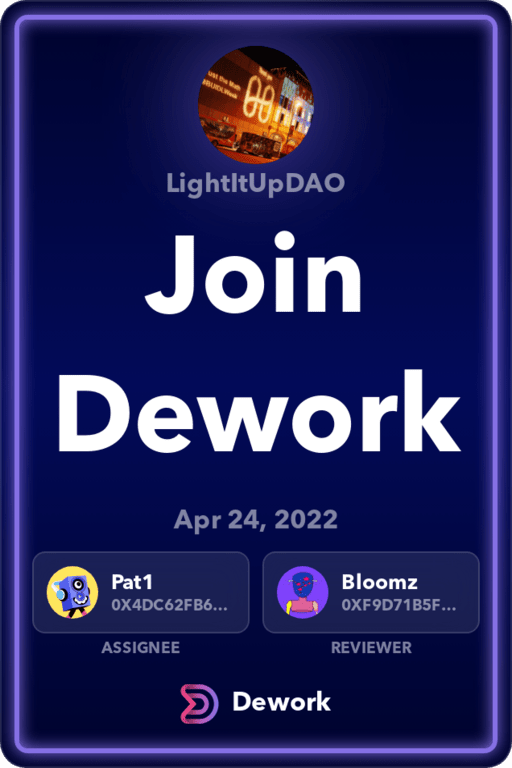 LightItUpDAO
Join
Dework
Apr 24, 2022
Pat1
0X4DC62FB6...
ASSIGNEE
Bloomz
0XF9D71B5F...
REVIEWER
Dework